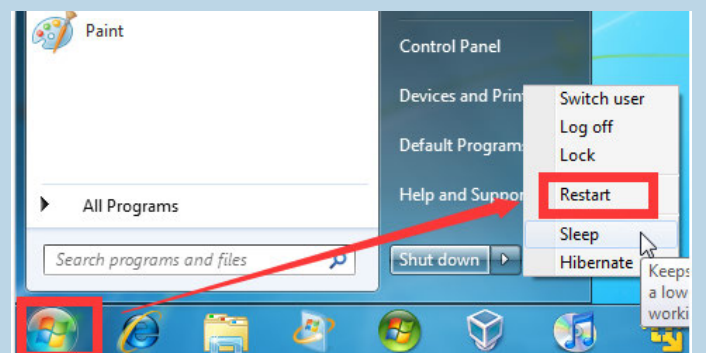 Paint
Control Panel
Devices and Prin
Default Program
Help and Suppor
All Programs
Search programs and files
Shut down
Switch user
Log off
Lock
Restart
Sleep
Hibernate
Keeps
a low
worki